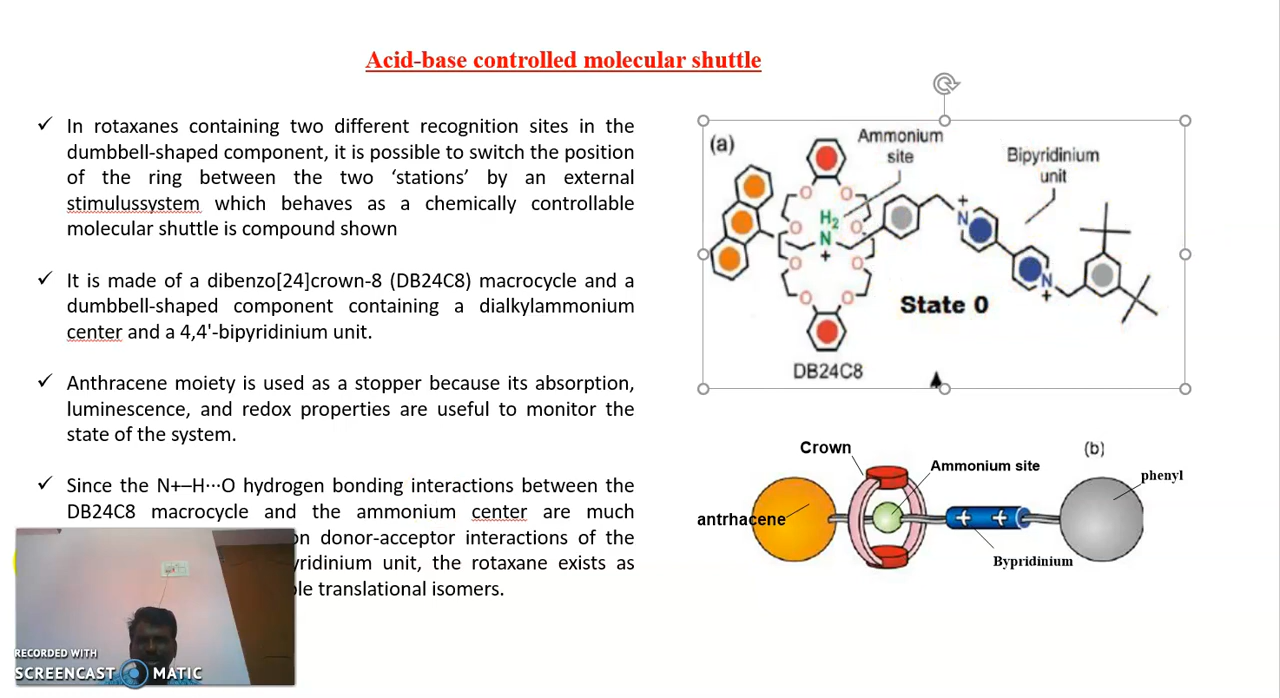 Acid-base controlled molecular shuttle
✓ In rotaxanes containing two different recognition sites in the
dumbbell-shaped component, it is possible to switch the position
of the ring between the two ‘stations’ by an external
stimulussystem which behaves as a chemically controllable
molecular shuttle is compound shown
✓ It is made of a dibenzo[24]crown-8 (DB24C8) macrocycle and a
dumbbell-shaped component containing a dialkylammonium
center and a 4,4'-bipyridinium unit.
✓ Anthracene moiety is used as a stopper because its absorption,
luminescence, and redox properties are useful to monitor the
state of the system.
✓ Since the N+–H···O hydrogen bonding interactions between the
DB24C8 macrocycle and the ammonium center are much
on donor-acceptor interactions of the
yridinium unit, the rotaxane exists as
le translational isomers.
(a)
Ammonium
site
Bipyridinium
unit
O O
H2
N
+
O O
O O
O O
+
N
N
+
State 0
DB24C8
(b)
Crown
Ammonium site
phenyl
antrhacene
+ +
Bypridinium
RECORDED WITH
SCREENCAST MATIC